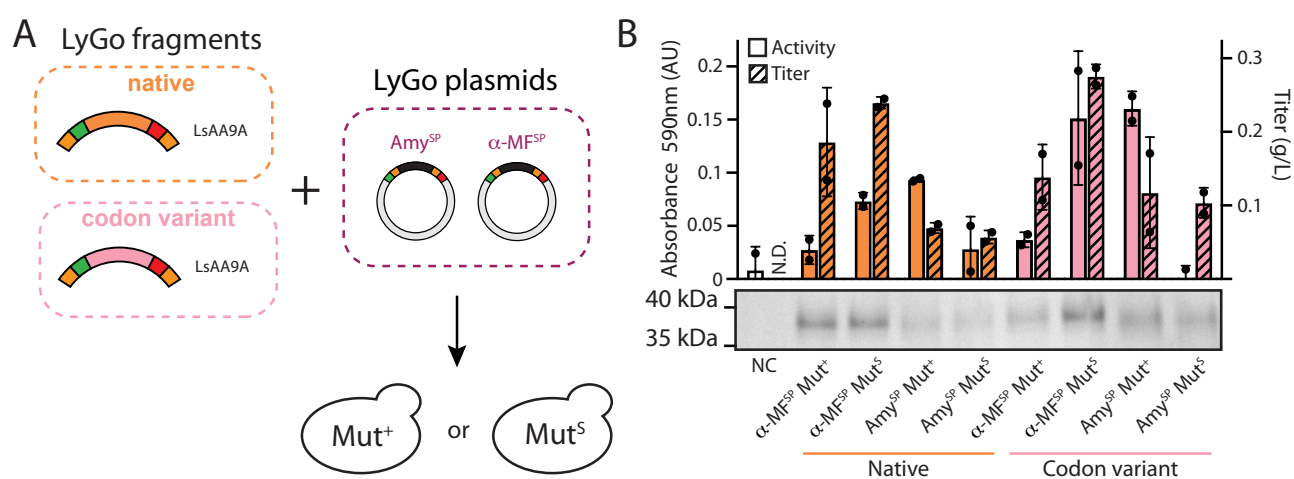 A
LyGo fragments
native
LsAA9A
codon variant
LsAA9A
+
LyGo plasmids
Amy^SP
α-MF^SP
Mut⁺
or
Mut^S
B
Activity
Titer
Absorbance 590nm (AU)
0.2
0.15
0.1
0.05
0
Titer (g/L)
0.3
0.2
0.1
N.D.
40 kDa
35 kDa
NC
α-MF^SP Mut⁺
α-MF^SP Mut^S
Amy^SP Mut⁺
Amy^SP Mut^S
α-MF^SP Mut⁺
α-MF^SP Mut^S
Amy^SP Mut⁺
Amy^SP Mut^S
Native
Codon variant